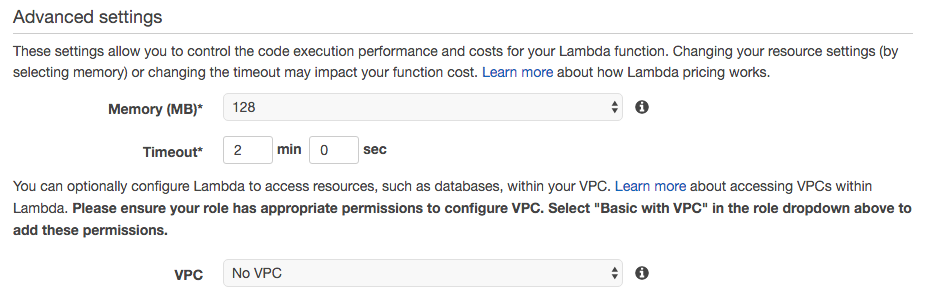 Advanced settings
These settings allow you to control the code execution performance and costs for your Lambda function. Changing your resource settings (by
selecting memory) or changing the timeout may impact your function cost. Learn more about how Lambda pricing works.
Memory (MB)* 128
Timeout* 2 min 0 sec
You can optionally configure Lambda to access resources, such as databases, within your VPC. Learn more about accessing VPCs within
Lambda. Please ensure your role has appropriate permissions to configure VPC. Select "Basic with VPC" in the role dropdown above to
add these permissions.
VPC No VPC